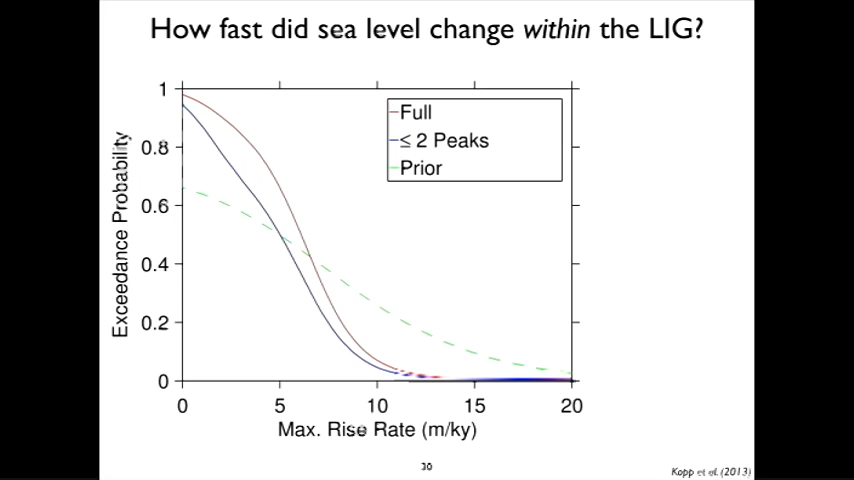 How fast did sea level change within the LIG?
1
0.8
0.6
0.4
0.2
0
Exceedance Probability
Full
≤ 2 Peaks
Prior
0 5 10 15 20
Max. Rise Rate (m/ky)
30
Kopp et al. (2013)